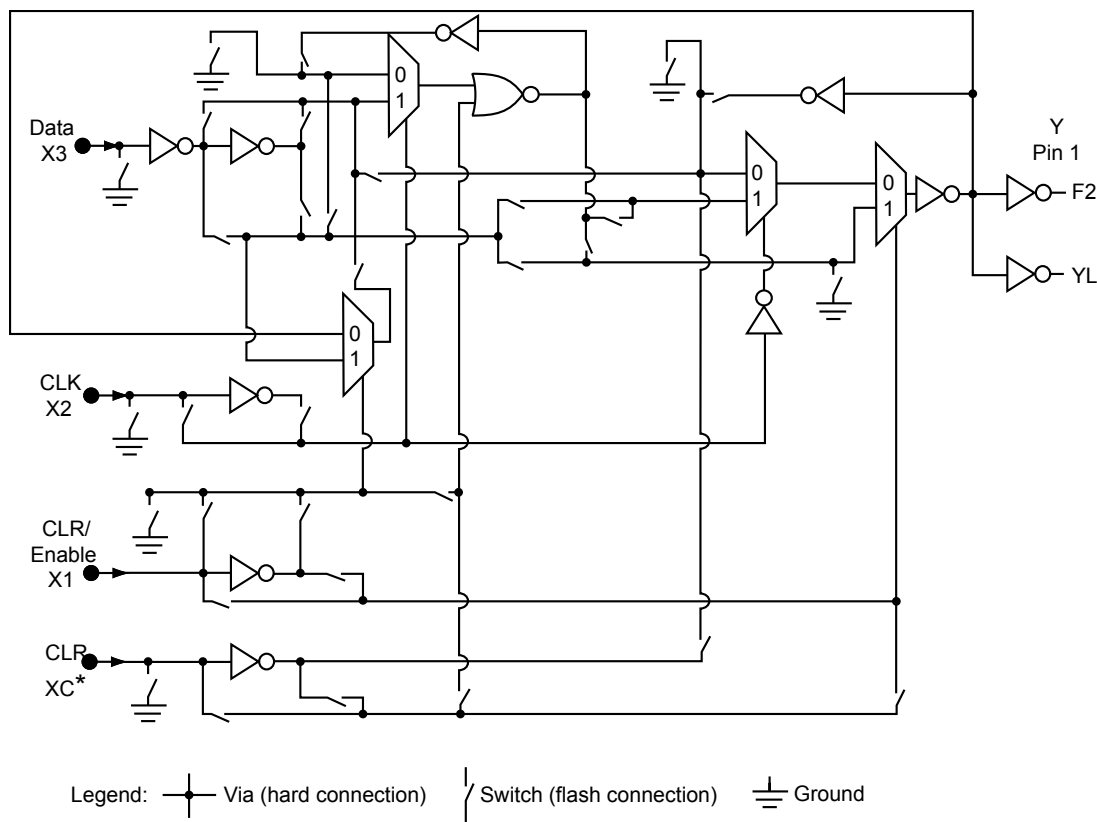 0
1
Data
X3
0
1
0
1
Y
Pin 1
F2
YL
0
1
CLK
X2
CLR/
Enable
X1
CLR
XC*
Legend: Via (hard connection) Switch (flash connection) Ground